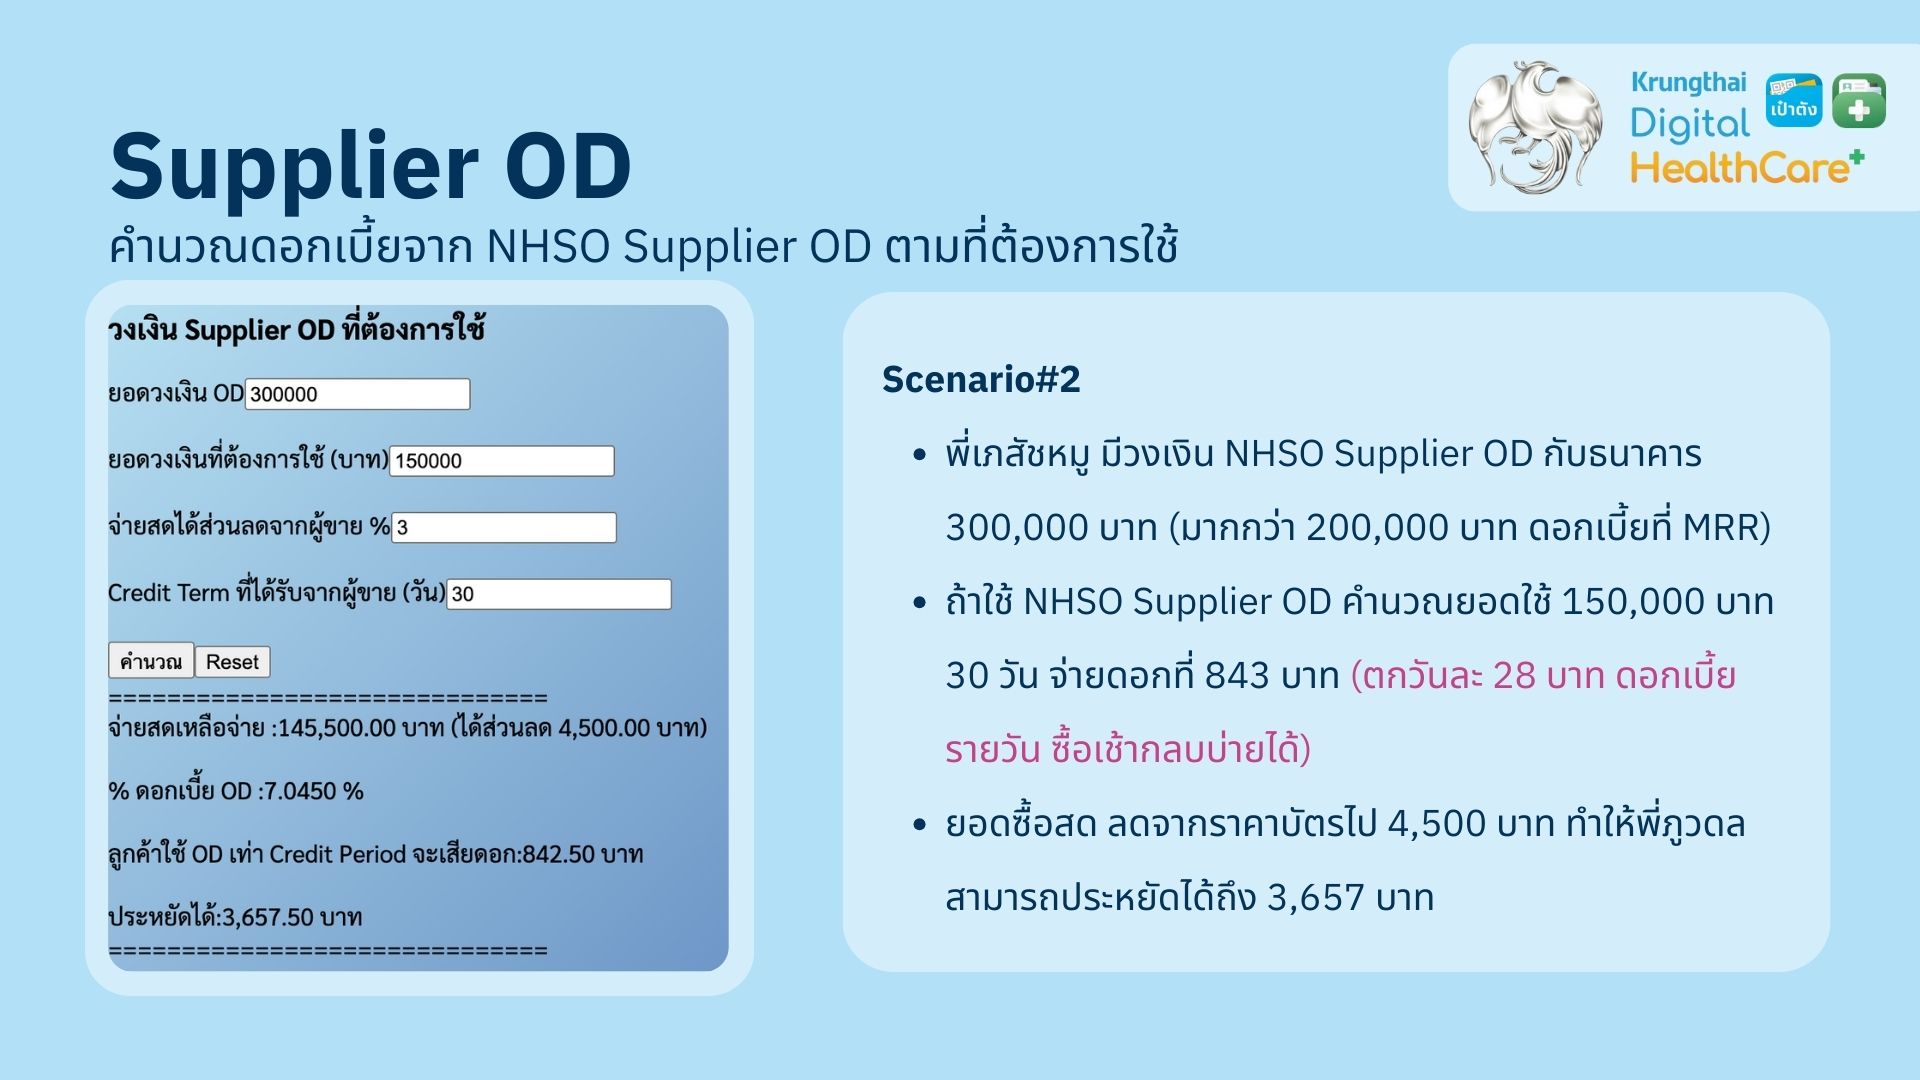 Krungthai
Digital
HealthCare+
เป๋าตัง
Supplier OD
คำนวณดอกเบี้ยจาก NHSO Supplier OD ตามที่ต้องการใช้
วงเงิน Supplier OD ที่ต้องการใช้
ยอดวงเงิน OD 300000
ยอดวงเงินที่ต้องการใช้ (บาท) 150000
จ่ายสดได้ส่วนลดจากผู้ขาย % 3
Credit Term ที่ได้รับจากผู้ขาย (วัน) 30
คำนวณ Reset
==============================
จ่ายสดเหลือจ่าย :145,500.00 บาท (ได้ส่วนลด 4,500.00 บาท)
% ดอกเบี้ย OD :7.0450 %
ลูกค้าใช้ OD เท่า Credit Period จะเสียดอก:842.50 บาท
ประหยัดได้:3,657.50 บาท
==============================
Scenario#2
• พี่เภสัชหมู มีวงเงิน NHSO Supplier OD กับธนาคาร
300,000 บาท (มากกว่า 200,000 บาท ดอกเบี้ยที่ MRR)
• ถ้าใช้ NHSO Supplier OD คำนวณยอดใช้ 150,000 บาท
30 วัน จ่ายดอกที่ 843 บาท (ตกวันละ 28 บาท ดอกเบี้ย
รายวัน ซื้อเช้ากลบบ่ายได้)
• ยอดซื้อสด ลดจากราคาบัตรไป 4,500 บาท ทำให้พี่ภูวดล
สามารถประหยัดได้ถึง 3,657 บาท